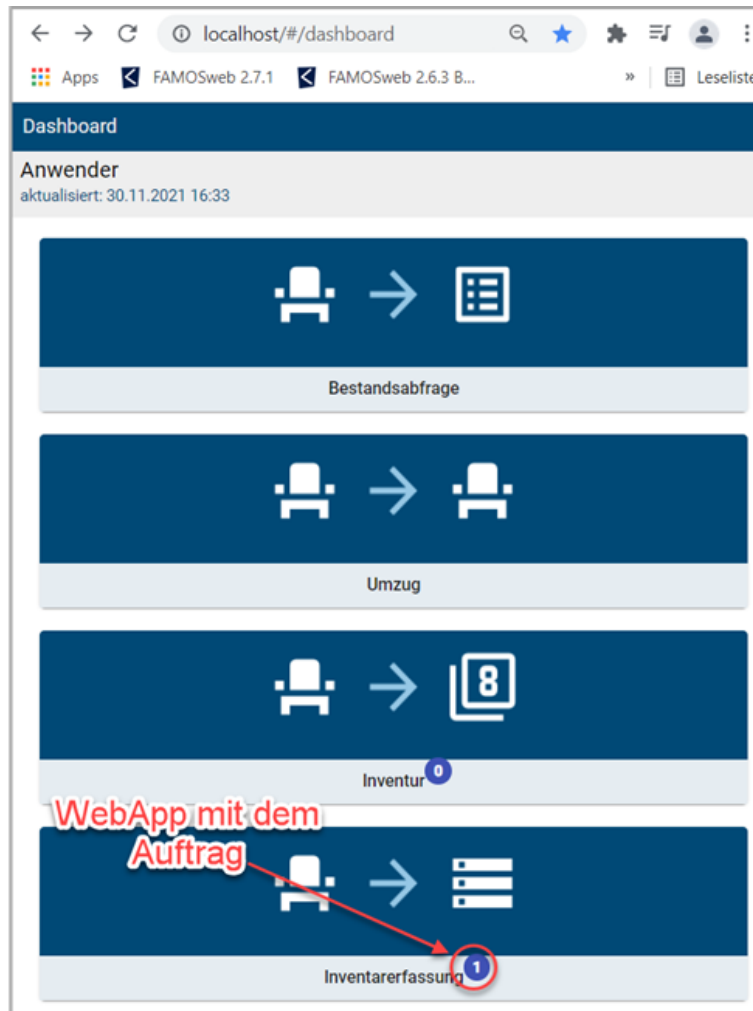 localhost/#/dashboard
Apps FAMOSweb 2.7.1 FAMOSweb 2.6.3 B... » Leseliste
Dashboard
Anwender
aktualisiert: 30.11.2021 16:33
Bestandsabfrage
Umzug
8
Inventur 0
WebApp mit dem
Auftrag
Inventarerfassung 1